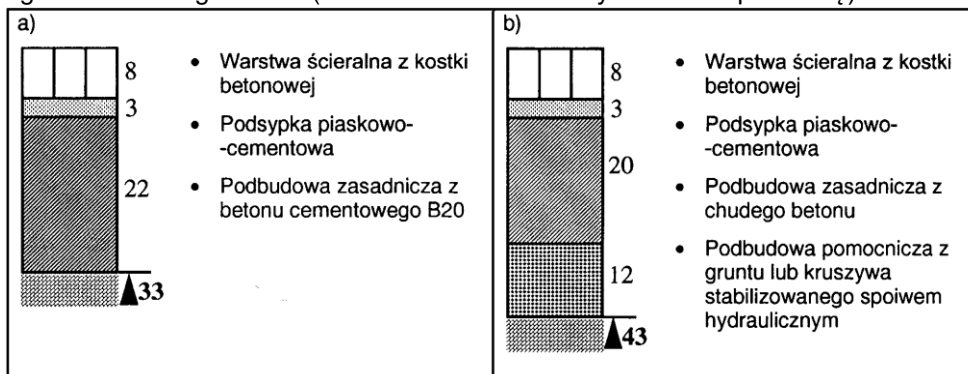 a)
8
3
22
33
• Warstwa ścieralna z kostki
betonowej
• Podsypka piaskowo-
-cementowa
• Podbudowa zasadnicza z
betonu cementowego B20
b)
8
3
20
12
43
• Warstwa ścieralna z kostki
betonowej
• Podsypka piaskowo-
-cementowa
• Podbudowa zasadnicza z
chudego betonu
• Podbudowa pomocnicza z
gruntu lub kruszywa
stabilizowanego spoiwem
hydraulicznym